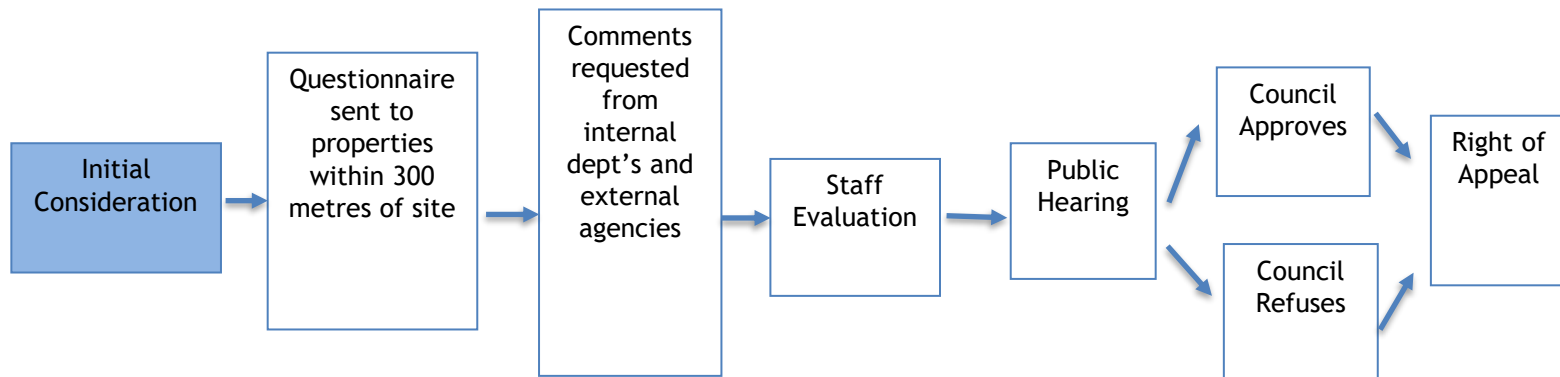 Initial
Consideration
Questionnaire
sent to
properties
within 300
metres of site
Comments
requested
from
internal
dept’s and
external
agencies
Staff
Evaluation
Public
Hearing
Council
Approves
Council
Refuses
Right of
Appeal